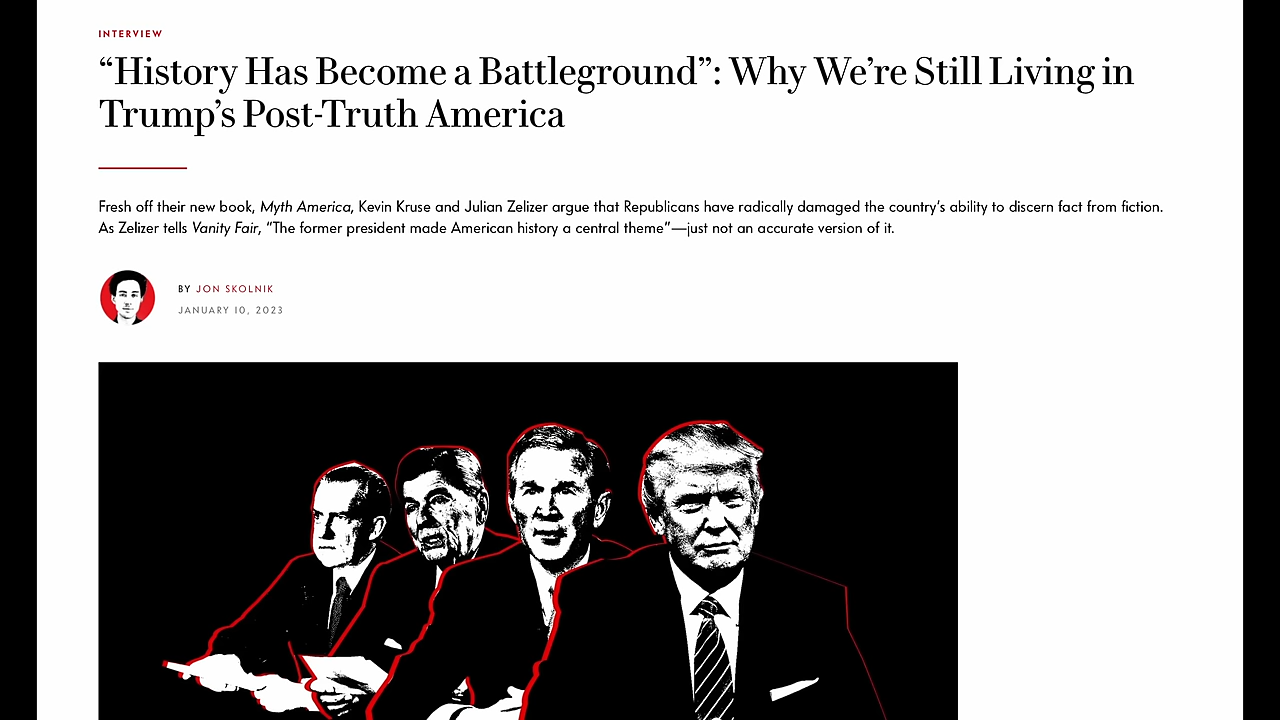 INTERVIEW
“History Has Become a Battleground”: Why We’re Still Living in
Trump’s Post-Truth America
Fresh off their new book, Myth America, Kevin Kruse and Julian Zelizer argue that Republicans have radically damaged the country’s ability to discern fact from fiction.
As Zelizer tells Vanity Fair, “The former president made American history a central theme”—just not an accurate version of it.
BY JON SKOLNIK
JANUARY 10, 2023